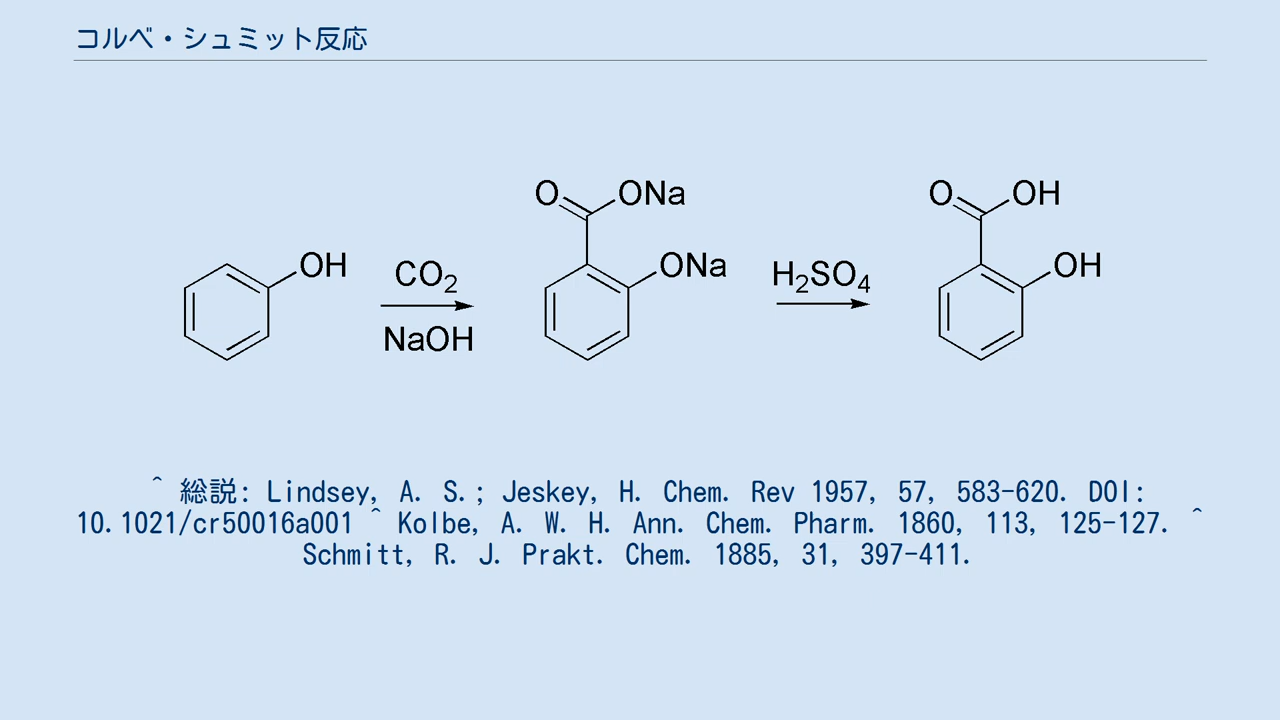 コルベ・シュミット反応
O ONa
O OH
OH
CO2
ONa
H2SO4
OH
NaOH
^ 総説: Lindsey, A. S.; Jeskey, H. Chem. Rev 1957, 57, 583-620. DOI:
10.1021/cr50016a001 ^ Kolbe, A. W. H. Ann. Chem. Pharm. 1860, 113, 125-127. ^
Schmitt, R. J. Prakt. Chem. 1885, 31, 397-411.